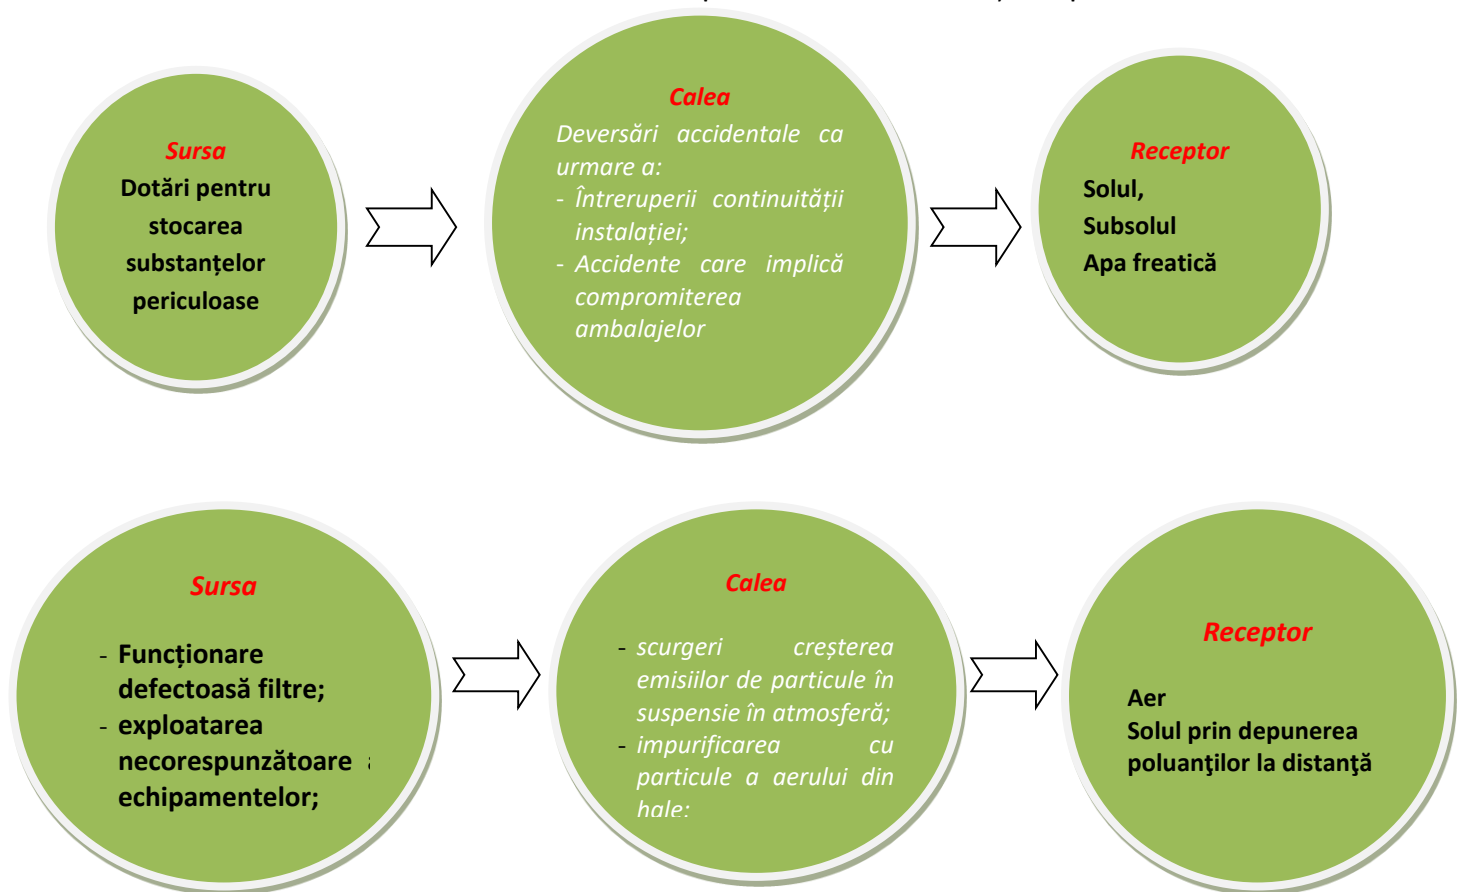 Sursa
Dotări pentru
stocarea
substanțelor
periculoase
Calea
Deversări accidentale ca
urmare a:
- Întreruperii continuității
instalației;
- Accidente care implică
compromiterea
ambalajelor
Receptor
Solul,
Subsolul
Apa freatică
Sursa
- Funcționare
defectoasă filtre;
- exploatarea
necorespunzătoare
echipamentelor;
Calea
- scurgeri creșterea
emisiilor de particule în
suspensie în atmosferă;
- impurificarea cu
particule a aerului din
hale;
Receptor
Aer
Solul prin depunerea
poluanţilor la distanţă